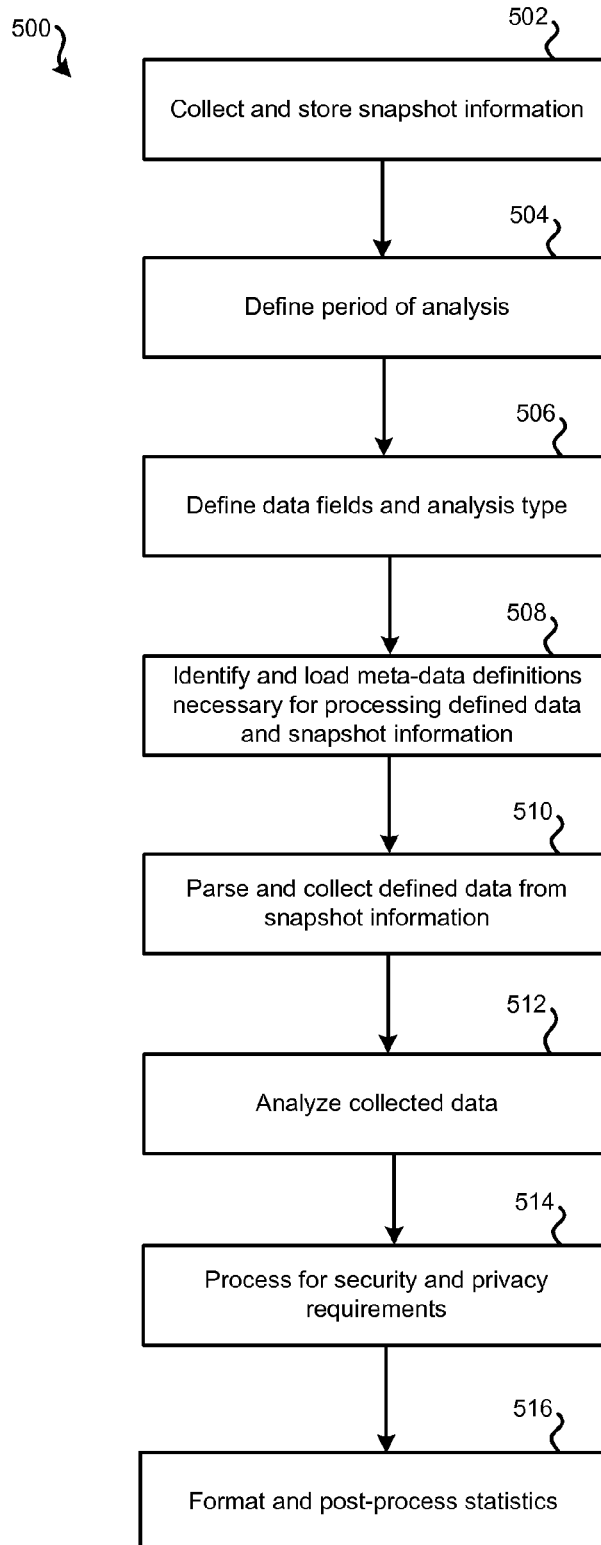 500
502
Collect and store snapshot information
504
Define period of analysis
506
Define data fields and analysis type
508
Identify and load meta-data definitions
necessary for processing defined data
and snapshot information
510
Parse and collect defined data from
snapshot information
512
Analyze collected data
514
Process for security and privacy
requirements
516
Format and post-process statistics